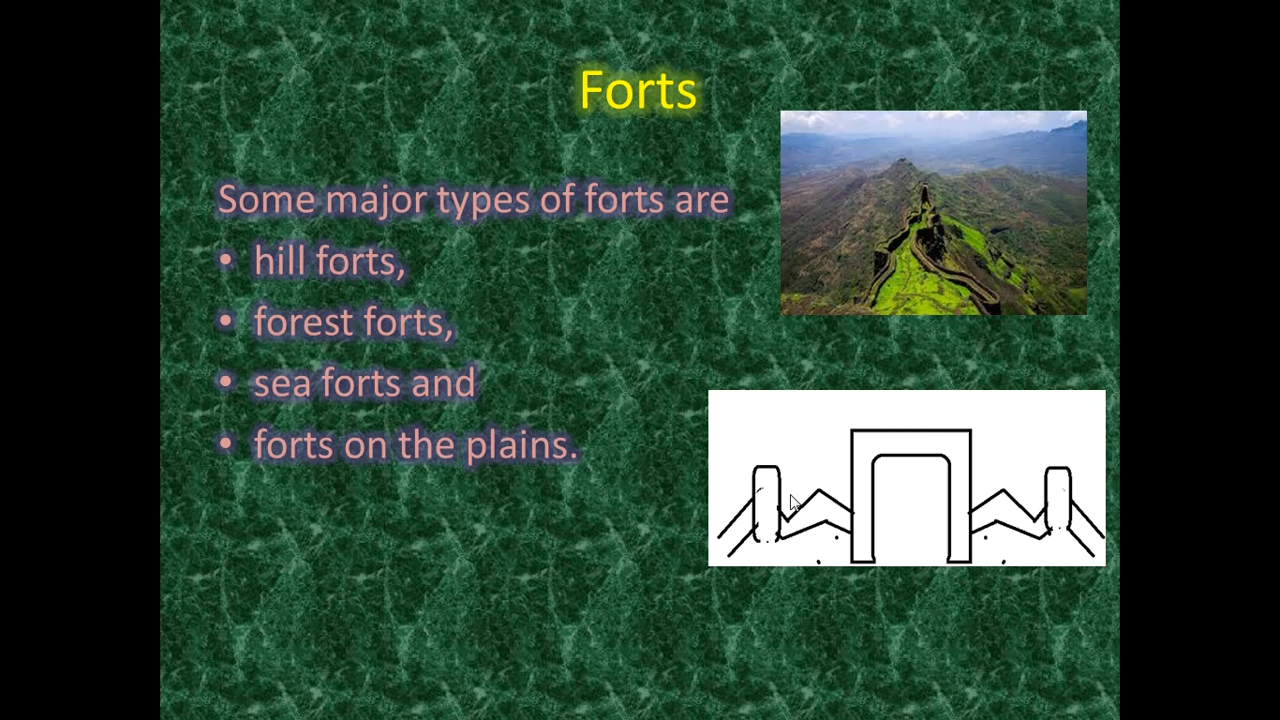 Forts
Some major types of forts are
• hill forts,
• forest forts,
• sea forts and
• forts on the plains.